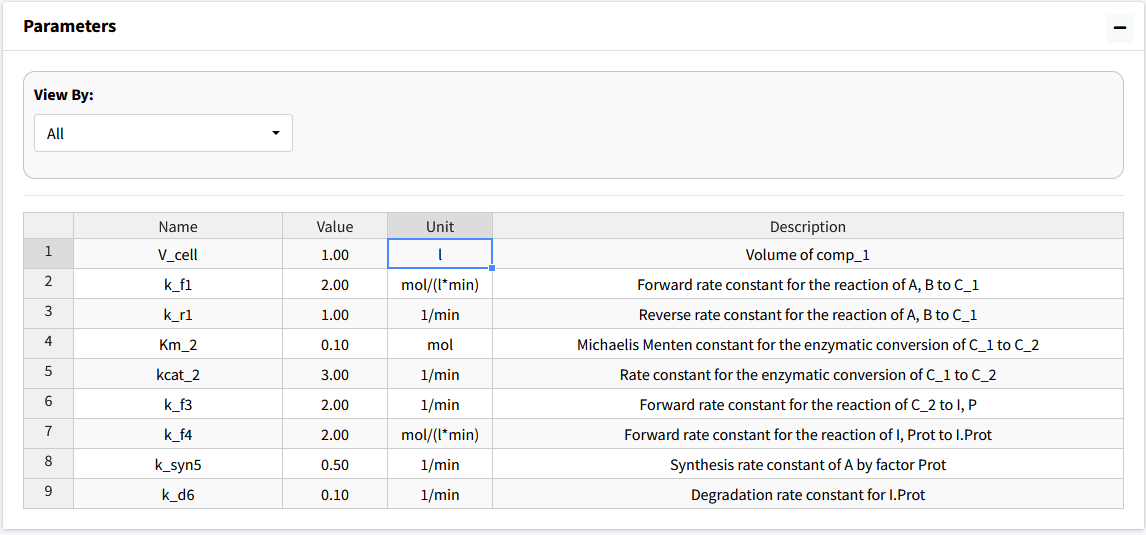 Parameters
View By:
All
Name Value Unit Description
1 V_cell 1.00 l Volume of comp_1
2 k_f1 2.00 mol/(l*min) Forward rate constant for the reaction of A, B to C_1
3 k_r1 1.00 1/min Reverse rate constant for the reaction of A, B to C_1
4 Km_2 0.10 mol Michaelis Menten constant for the enzymatic conversion of C_1 to C_2
5 kcat_2 3.00 1/min Rate constant for the enzymatic conversion of C_1 to C_2
6 k_f3 2.00 1/min Forward rate constant for the reaction of C_2 to I, P
7 k_f4 2.00 mol/(l*min) Forward rate constant for the reaction of I, Prot to I.Prot
8 k_syn5 0.50 1/min Synthesis rate constant of A by factor Prot
9 k_d6 0.10 1/min Degradation rate constant for I.Prot